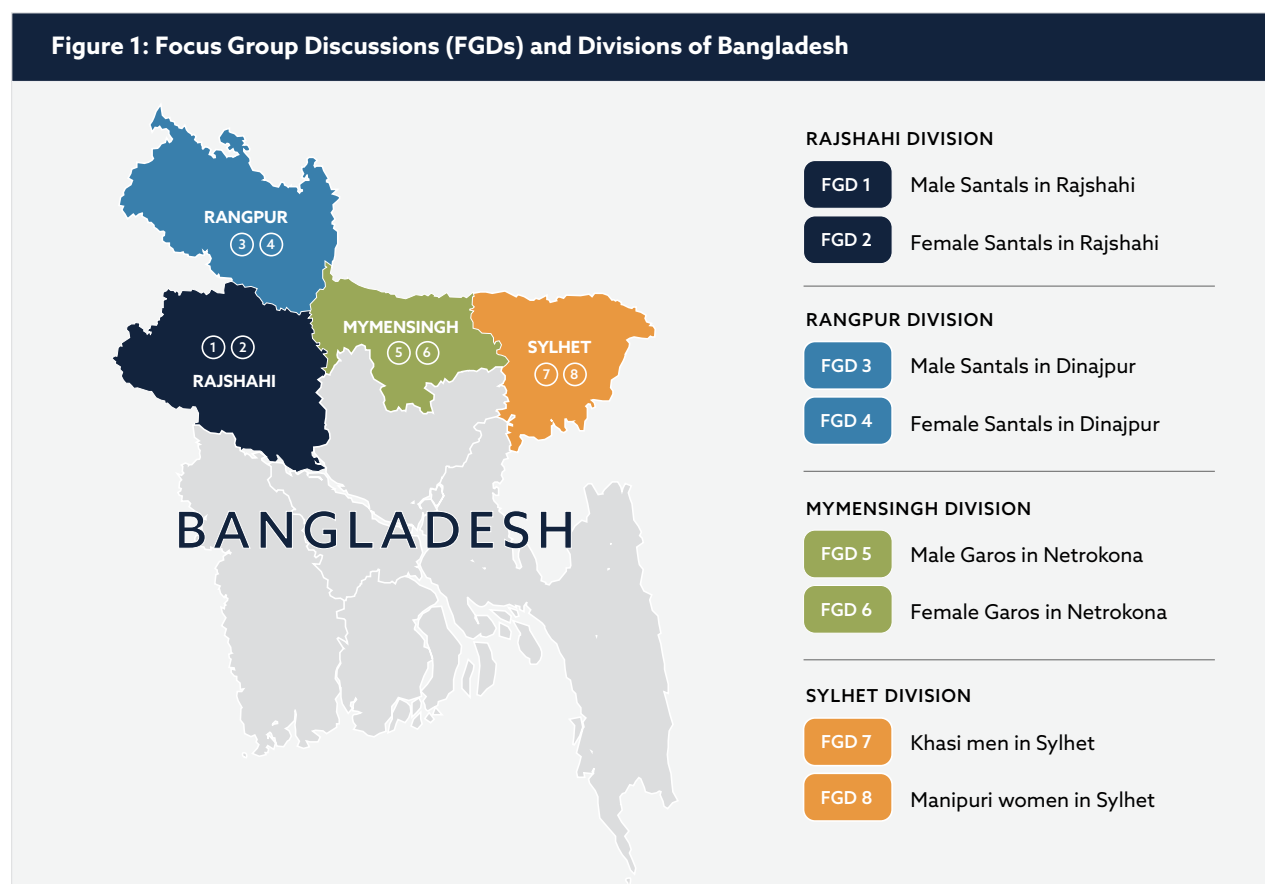 Figure 1: Focus Group Discussions (FGDs) and Divisions of Bangladesh
RANGPUR
3 4
MYMENSINGH
5 6
SYLHET
7 8
1 2
RAJSHAHI
BANGLADESH
RAJSHAHI DIVISION
FGD 1 Male Santals in Rajshahi
FGD 2 Female Santals in Rajshahi
RANGPUR DIVISION
FGD 3 Male Santals in Dinajpur
FGD 4 Female Santals in Dinajpur
MYMENSINGH DIVISION
FGD 5 Male Garos in Netrokona
FGD 6 Female Garos in Netrokona
SYLHET DIVISION
FGD 7 Khasi men in Sylhet
FGD 8 Manipuri women in Sylhet